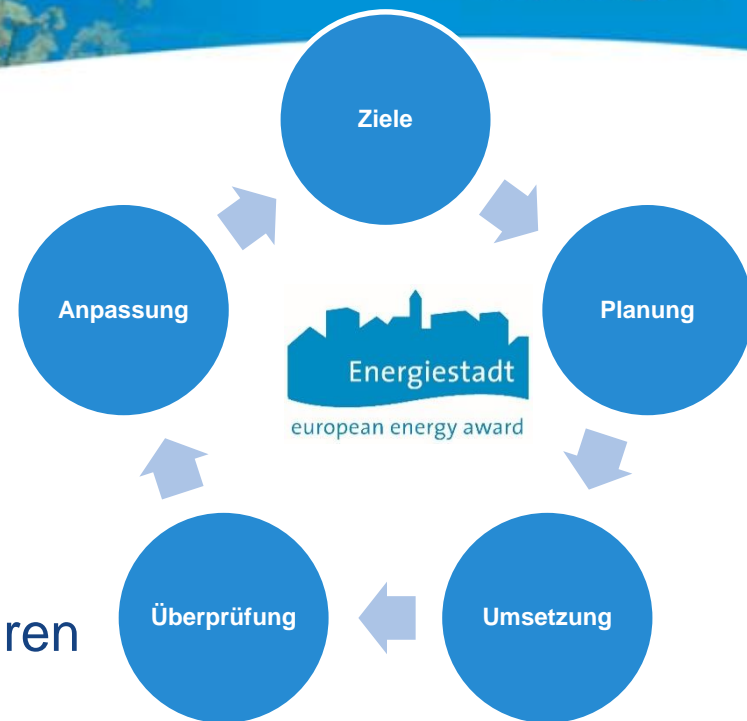 Ziele
Anpassung
Planung
Energiestadt
european energy award
ren
Überprüfung
Umsetzung